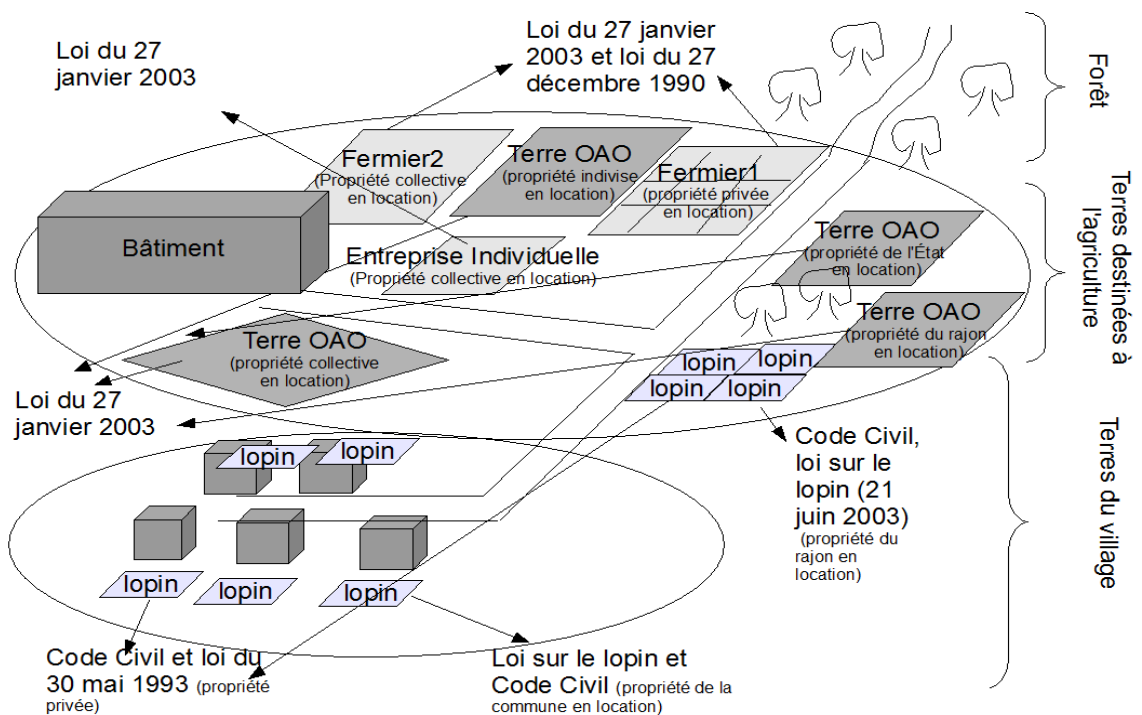 Loi du 27
janvier 2003
Loi du 27 janvier
2003 et loi du 27
décembre 1990
Forêt
Fermier2
(Propriété collective
en location)
Terre OAO
(propriété indivise
en location)
Fermier1
(propriété privée
en location)
Terres destinées à
l'agriculture
Bâtiment
Entreprise Individuelle
(Propriété collective en location)
Terre OAO
(propriété de l'État
en location)
Terre OAO
(propriété du rajon
en location)
Terre OAO
(propriété collective
en location)
lopin
lopin
lopin
lopin
Loi du 27
janvier 2003
Code Civil,
loi sur le
lopin (21
juin 2003)
(propriété du
rajon en
location)
Terres du village
lopin
lopin
lopin
lopin
lopin
Code Civil et loi du
30 mai 1993 (propriété
privée)
Loi sur le lopin et
Code Civil (propriété de la
commune en location)